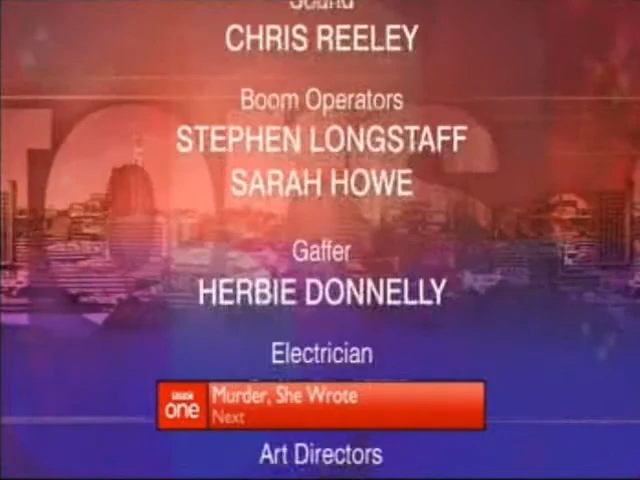 Sound
CHRIS REELEY
Boom Operators
STEPHEN LONGSTAFF
SARAH HOWE
Gaffer
HERBIE DONNELLY
Electrician
BBC
one
Murder, She Wrote
Next
Art Directors